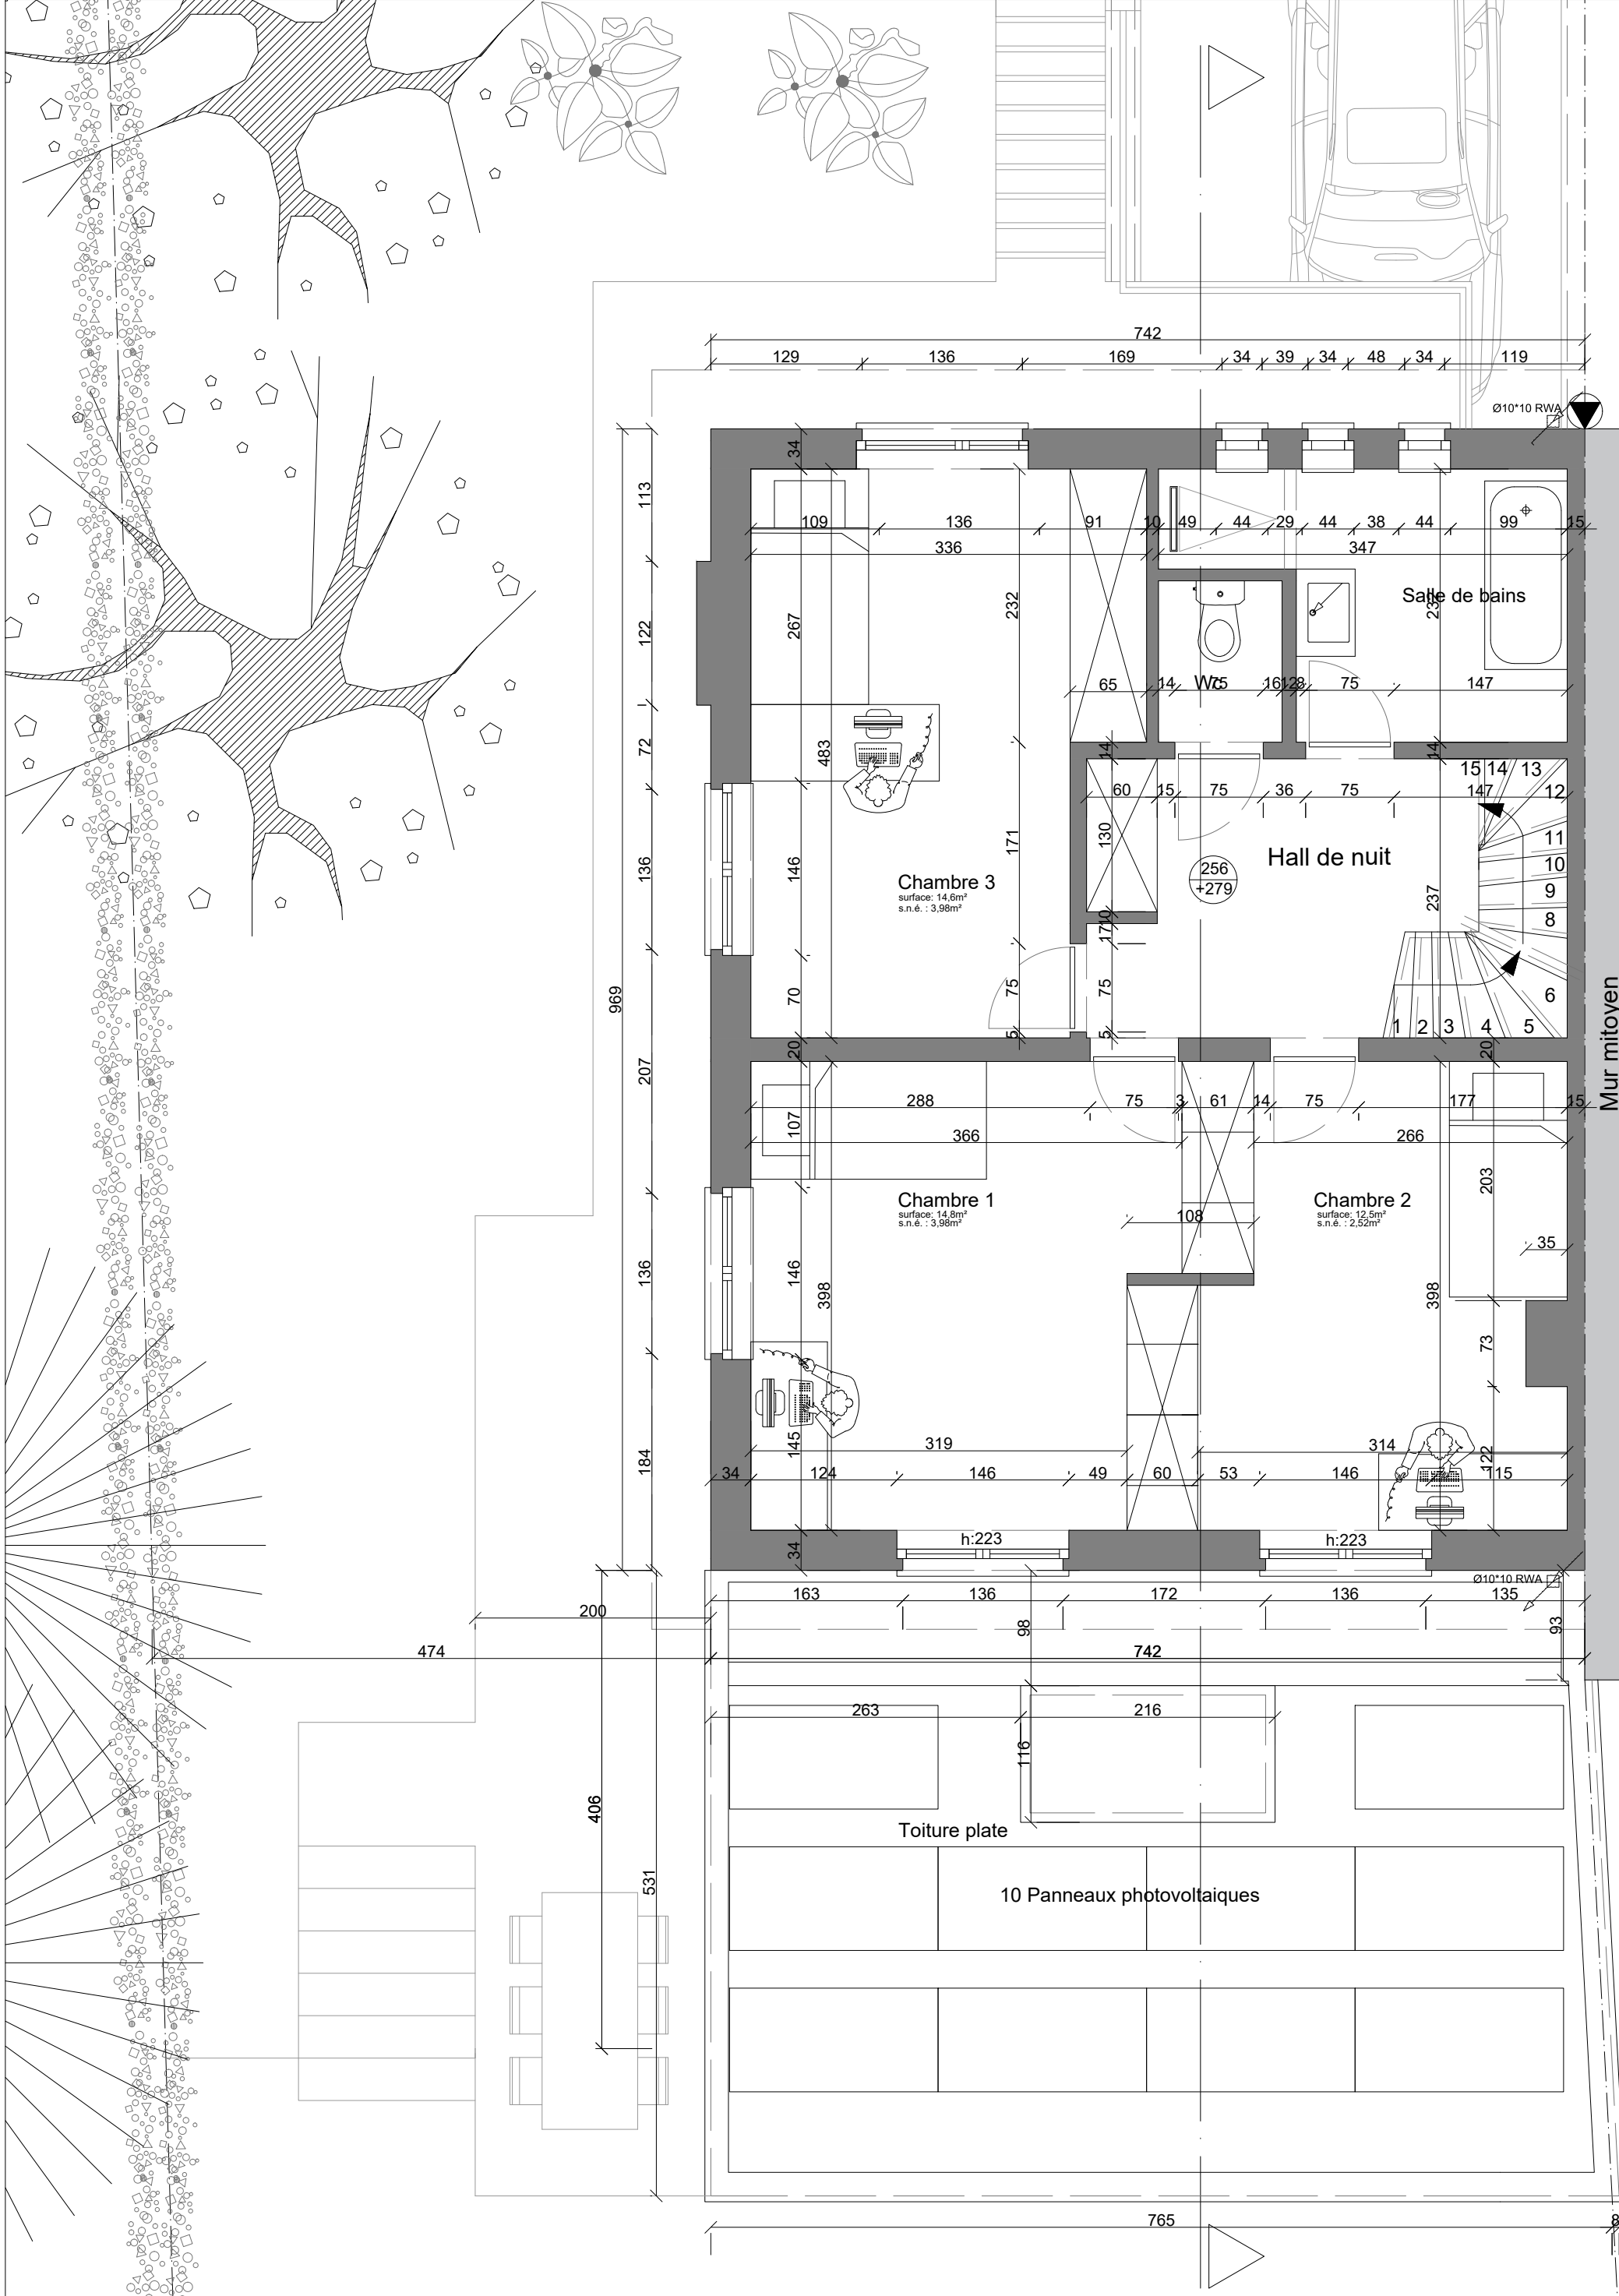 742
129 136 169 34 39 34 48 34 119
Ø10*10 RWA
34
113
109 136 91 10 49 44 29 44 38 44 99 15
336 347
Salle de bains
267
232
122
65 14 75 16 75 147
Wc
72
483
14
14
15 14 13
60 15 75 36 75 147
12
11
10
9
8
6
5
4
3
2
1
171
130
136
146
Hall de nuit
256
+279
Chambre 3
surface: 14,6m²
s.n.é. : 3,98m²
237
10
17
969
70
75
75
5
5
20
20
Mur mitoyen
207
288 75 3 61 14 75 177 15
107
366 266
203
Chambre 1
surface: 14,8m²
s.n.é. : 3,98m²
Chambre 2
surface: 12,5m²
s.n.é. : 2,52m²
108
35
136
146
398
398
73
184
145
319 314
122
34 124 146 49 60 53 146 115
34
h:223 h:223
Ø10*10 RWA
163 136 172 136 135
200
98
93
474 742
263 216
116
406
Toiture plate
531
10 Panneaux photovoltaiques
765 8